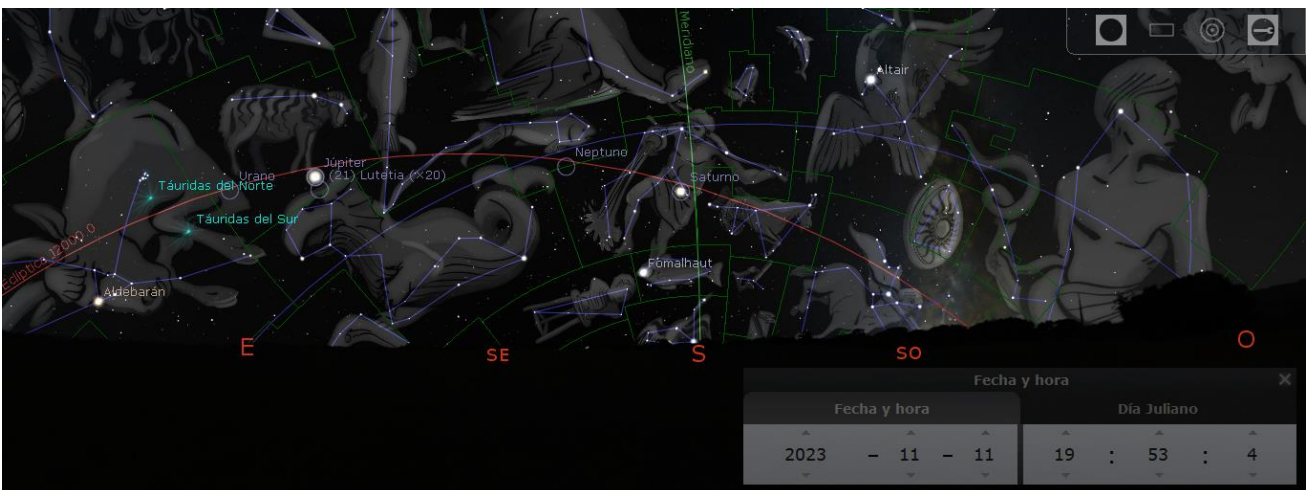 Meridiano
Altair
Júpiter
Neptuno
Urano
(21) Lutetia (×20)
Táuridas del Norte
Saturno
Táuridas del Sur
Eclíptica J2000.0
Fomalhaut
Aldebarán
E
SE
S
SO
O
Fecha y hora ×
Fecha y hora
Día Juliano
2023 – 11 – 11
19 : 53 : 4